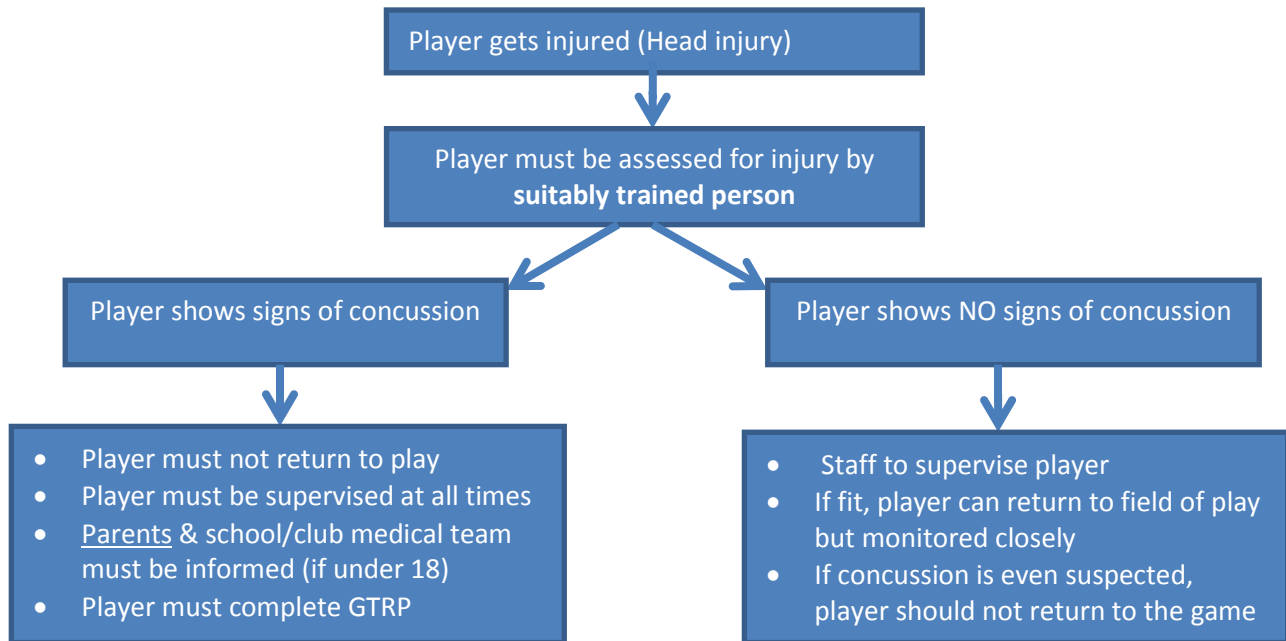 Player gets injured (Head injury)
Player must be assessed for injury by
suitably trained person
Player shows signs of concussion
Player shows NO signs of concussion
• Player must not return to play
• Player must be supervised at all times
• Parents & school/club medical team
must be informed (if under 18)
• Player must complete GTRP
• Staff to supervise player
• If fit, player can return to field of play
but monitored closely
• If concussion is even suspected,
player should not return to the game